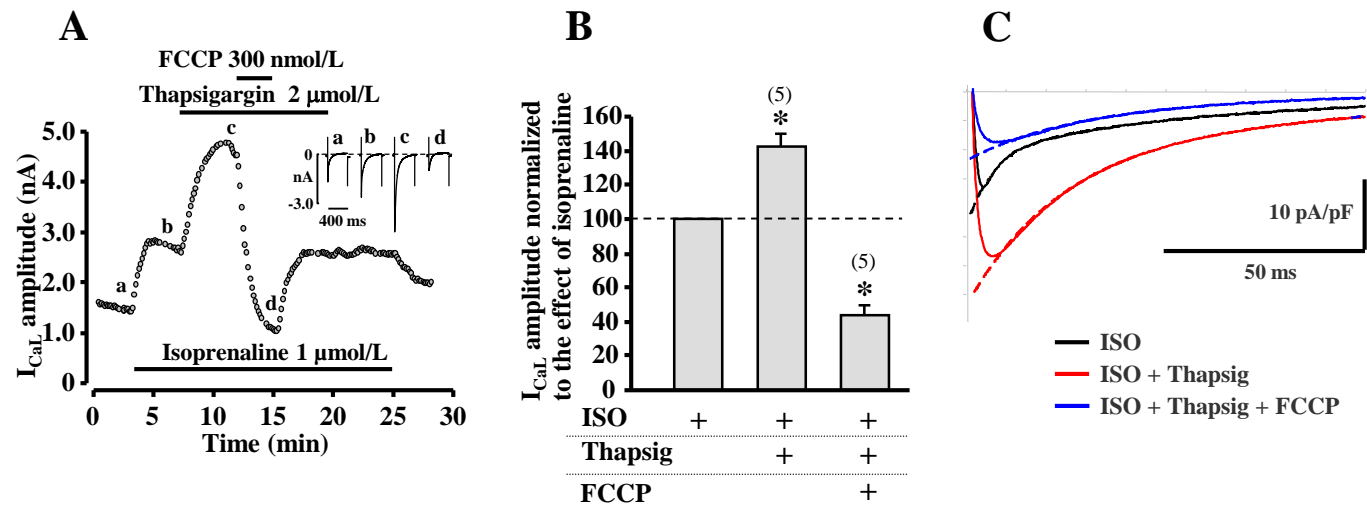 A
FCCP 300 nmol/L
Thapsigargin 2 μmol/L
I_CaL amplitude (nA)
5.0
4.0
3.0
2.0
1.0
0
a
b
c
d
a b c d
0
nA
-3.0
400 ms
Isoprenaline 1 μmol/L
0 5 10 15 20 25 30
Time (min)
B
I_CaL amplitude normalized
to the effect of isoprenaline
160
140
120
100
80
60
40
20
0
(5)
*
(5)
*
ISO + + +
Thapsig + +
FCCP +
C
10 pA/pF
50 ms
ISO
ISO + Thapsig
ISO + Thapsig + FCCP